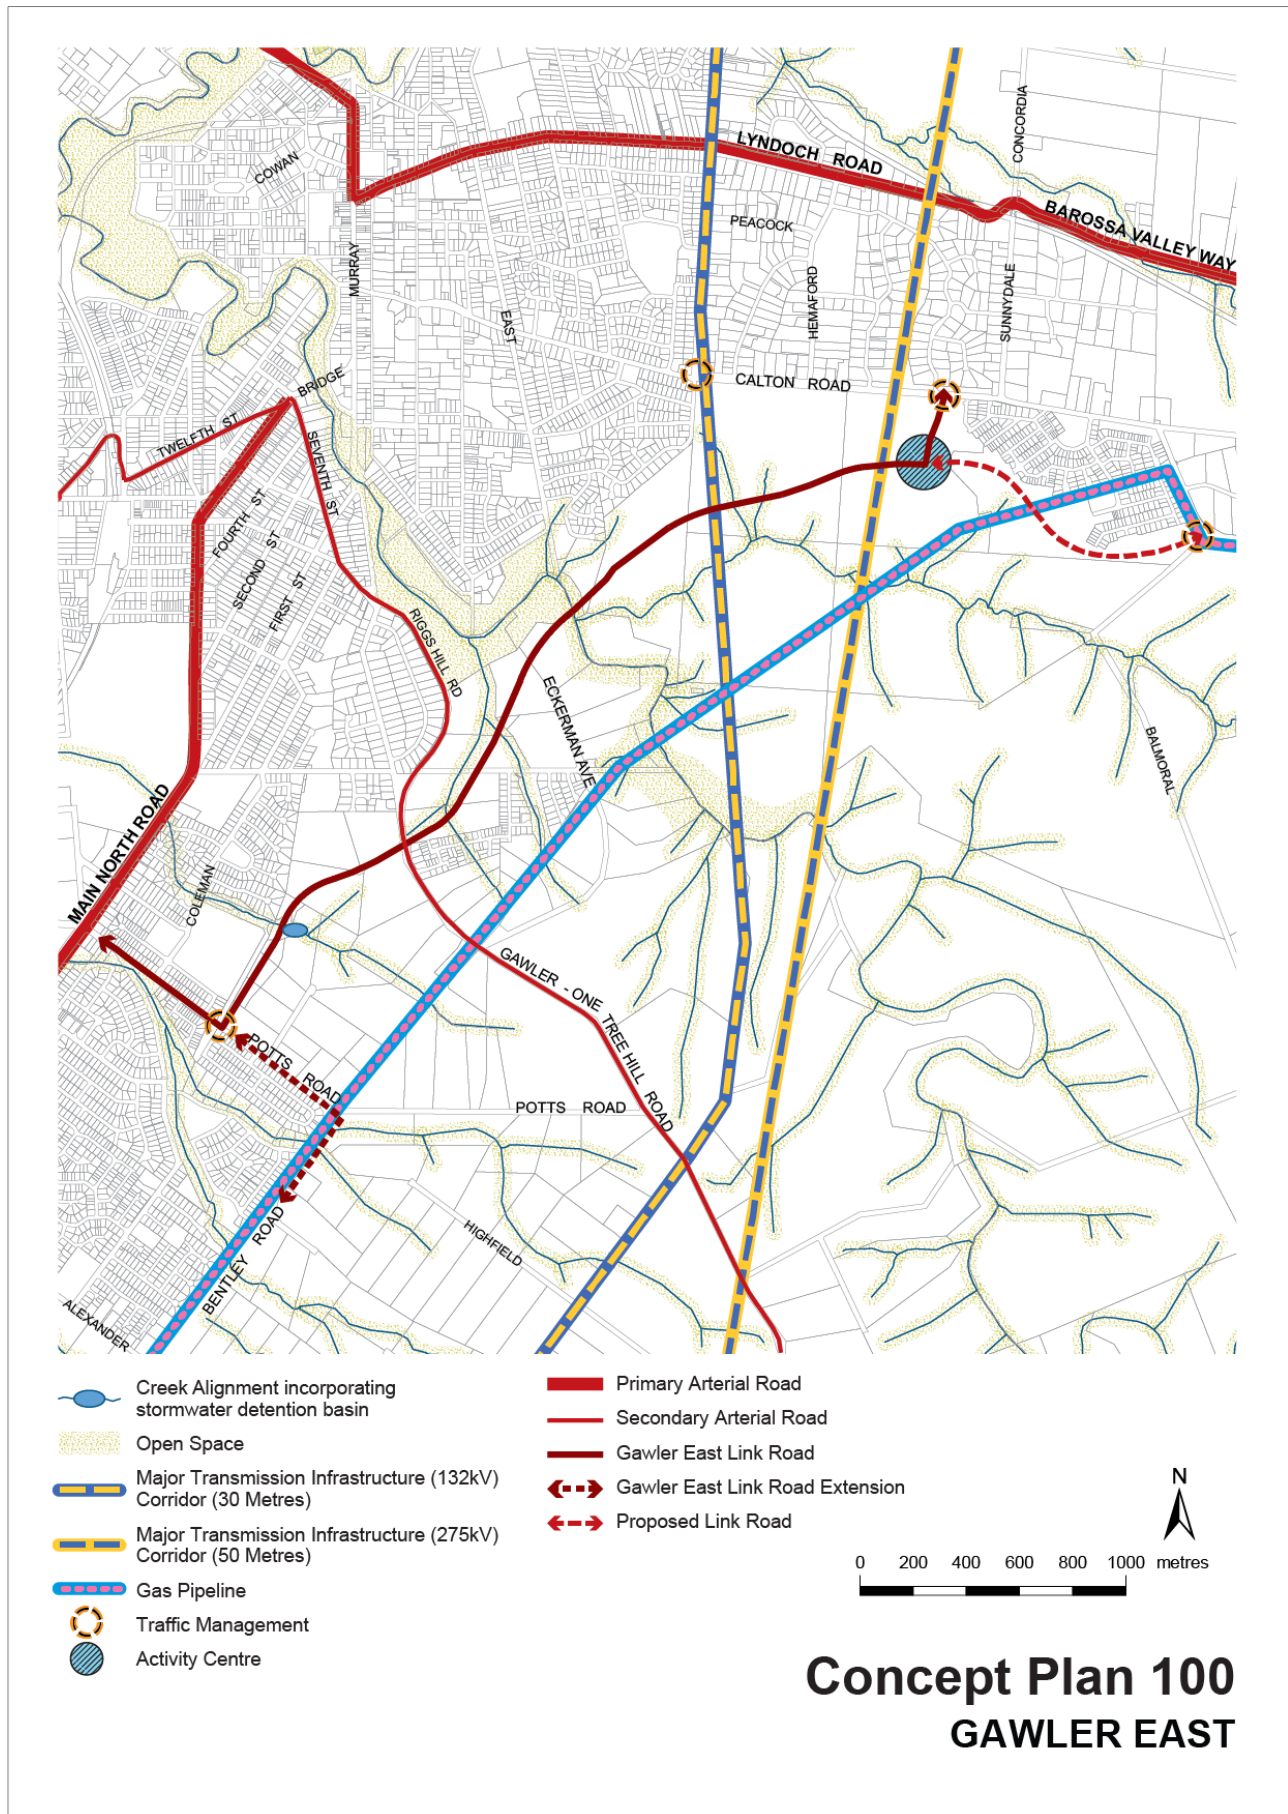 CONCORDIA
LYNDOCH ROAD
COWAN
BAROSSA VALLEY WAY
PEACOCK
MURRAY
HEMAFORD
SUNNYDALE
EAST
CALTON ROAD
BRIDGE
TWELFTH ST
SEVENTH ST
FOURTH ST
SECOND ST
FIRST ST
RIGGS HILL RD
ECKERMAN AVE
BALMORAL
MAIN NORTH ROAD
COLEMAN
GAWLER - ONE TREE HILL ROAD
POTTS ROAD
POTTS ROAD
HIGHFIELD
BENTLEY ROAD
ALEXANDER
Creek Alignment incorporating
stormwater detention basin
Open Space
Major Transmission Infrastructure (132kV)
Corridor (30 Metres)
Major Transmission Infrastructure (275kV)
Corridor (50 Metres)
Gas Pipeline
Traffic Management
Activity Centre
Primary Arterial Road
Secondary Arterial Road
Gawler East Link Road
Gawler East Link Road Extension
Proposed Link Road
N
0 200 400 600 800 1000 metres
Concept Plan 100
GAWLER EAST